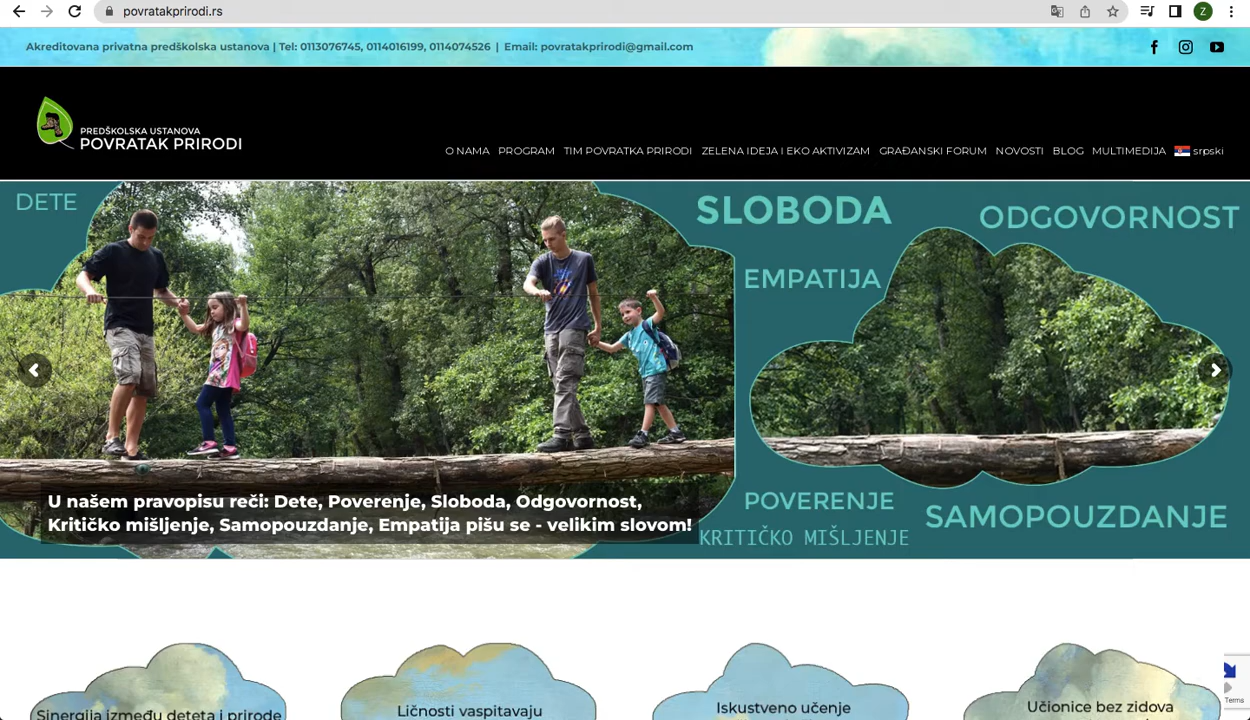 povratakprirodi.rs
Z
Akreditovana privatna predškolska ustanova | Tel: 0113076745, 0114016199, 0114074526 | Email: povratakprirodi@gmail.com
PREDŠKOLSKA USTANOVA
POVRATAK PRIRODI
O NAMA PROGRAM TIM POVRATKA PRIRODI ZELENA IDEJA I EKO AKTIVIZAM GRAĐANSKI FORUM NOVOSTI BLOG MULTIMEDIJA srpski
DETE
SLOBODA
ODGOVORNOST
EMPATIJA
U našem pravopisu reči: Dete, Poverenje, Sloboda, Odgovornost,
Kritičko mišljenje, Samopouzdanje, Empatija pišu se - velikim slovom!
POVERENJE
SAMOPOUZDANJE
KRITIČKO MIŠLJENJE
Sinergija između deteta i prirode
Ličnosti vaspitavaju
Iskustveno učenje
Učionice bez zidova
Terms